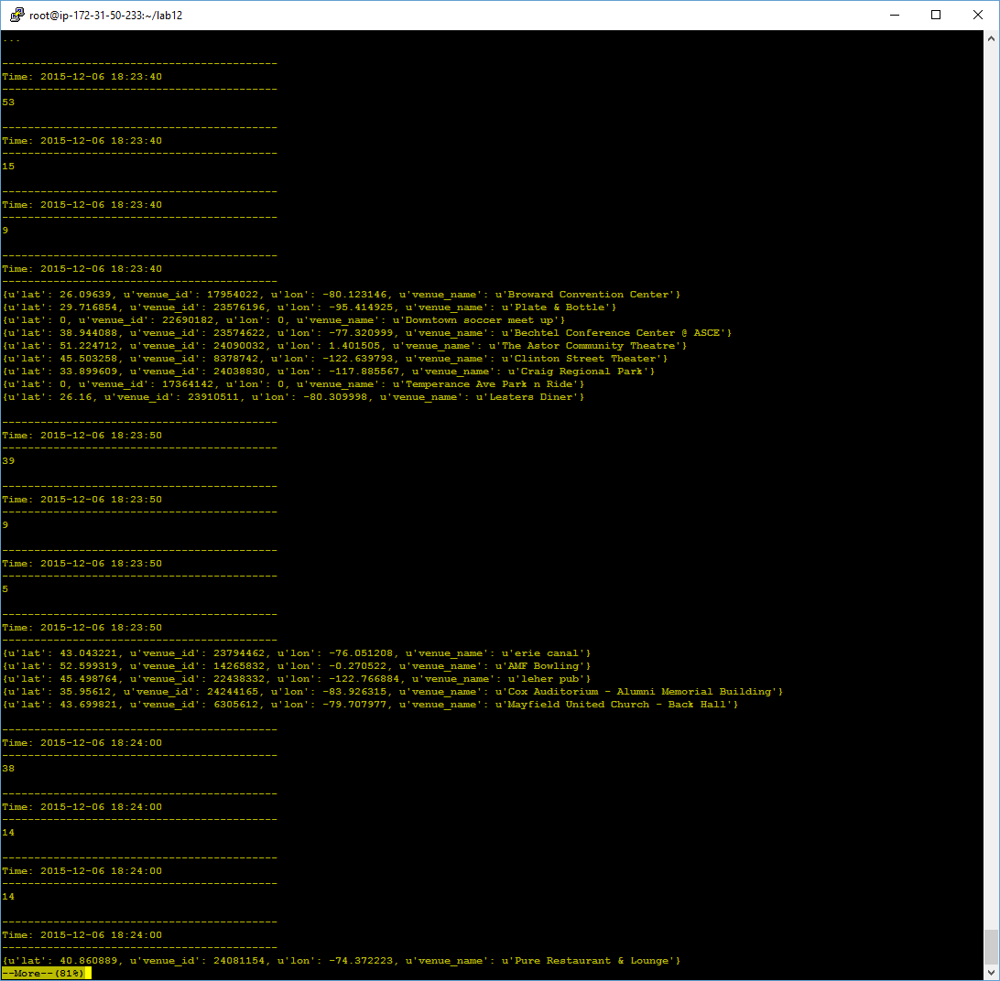 root@ip-172-31-50-233:~/lab12
...
-------------------------------------------
Time: 2015-12-06 18:23:40
-------------------------------------------
53
-------------------------------------------
Time: 2015-12-06 18:23:40
-------------------------------------------
15
-------------------------------------------
Time: 2015-12-06 18:23:40
-------------------------------------------
9
-------------------------------------------
Time: 2015-12-06 18:23:40
-------------------------------------------
{u'lat': 26.09639, u'venue_id': 17954022, u'lon': -80.123146, u'venue_name': u'Broward Convention Center'}
{u'lat': 29.716854, u'venue_id': 23576196, u'lon': -95.414925, u'venue_name': u'Plate & Bottle'}
{u'lat': 0, u'venue_id': 22690182, u'lon': 0, u'venue_name': u'Downtown soccer meet up'}
{u'lat': 38.944088, u'venue_id': 23574622, u'lon': -77.320999, u'venue_name': u'Bechtel Conference Center @ ASCE'}
{u'lat': 51.224712, u'venue_id': 24090032, u'lon': 1.401505, u'venue_name': u'The Astor Community Theatre'}
{u'lat': 45.503258, u'venue_id': 8378742, u'lon': -122.639793, u'venue_name': u'Clinton Street Theater'}
{u'lat': 33.899609, u'venue_id': 24038830, u'lon': -117.885567, u'venue_name': u'Craig Regional Park'}
{u'lat': 0, u'venue_id': 17364142, u'lon': 0, u'venue_name': u'Temperance Ave Park n Ride'}
{u'lat': 26.16, u'venue_id': 23910511, u'lon': -80.309998, u'venue_name': u'Lesters Diner'}
-------------------------------------------
Time: 2015-12-06 18:23:50
-------------------------------------------
39
-------------------------------------------
Time: 2015-12-06 18:23:50
-------------------------------------------
9
-------------------------------------------
Time: 2015-12-06 18:23:50
-------------------------------------------
5
-------------------------------------------
Time: 2015-12-06 18:23:50
-------------------------------------------
{u'lat': 43.043221, u'venue_id': 23794462, u'lon': -76.051208, u'venue_name': u'erie canal'}
{u'lat': 52.599319, u'venue_id': 14265832, u'lon': -0.270522, u'venue_name': u'AMF Bowling'}
{u'lat': 45.498764, u'venue_id': 22438332, u'lon': -122.766884, u'venue_name': u'leher pub'}
{u'lat': 35.95612, u'venue_id': 24244165, u'lon': -83.926315, u'venue_name': u'Cox Auditorium - Alumni Memorial Building'}
{u'lat': 43.699821, u'venue_id': 6305612, u'lon': -79.707977, u'venue_name': u'Mayfield United Church - Back Hall'}
-------------------------------------------
Time: 2015-12-06 18:24:00
-------------------------------------------
38
-------------------------------------------
Time: 2015-12-06 18:24:00
-------------------------------------------
14
-------------------------------------------
Time: 2015-12-06 18:24:00
-------------------------------------------
14
-------------------------------------------
Time: 2015-12-06 18:24:00
-------------------------------------------
{u'lat': 40.860889, u'venue_id': 24081154, u'lon': -74.372223, u'venue_name': u'Pure Restaurant & Lounge'}
--More--(81%)